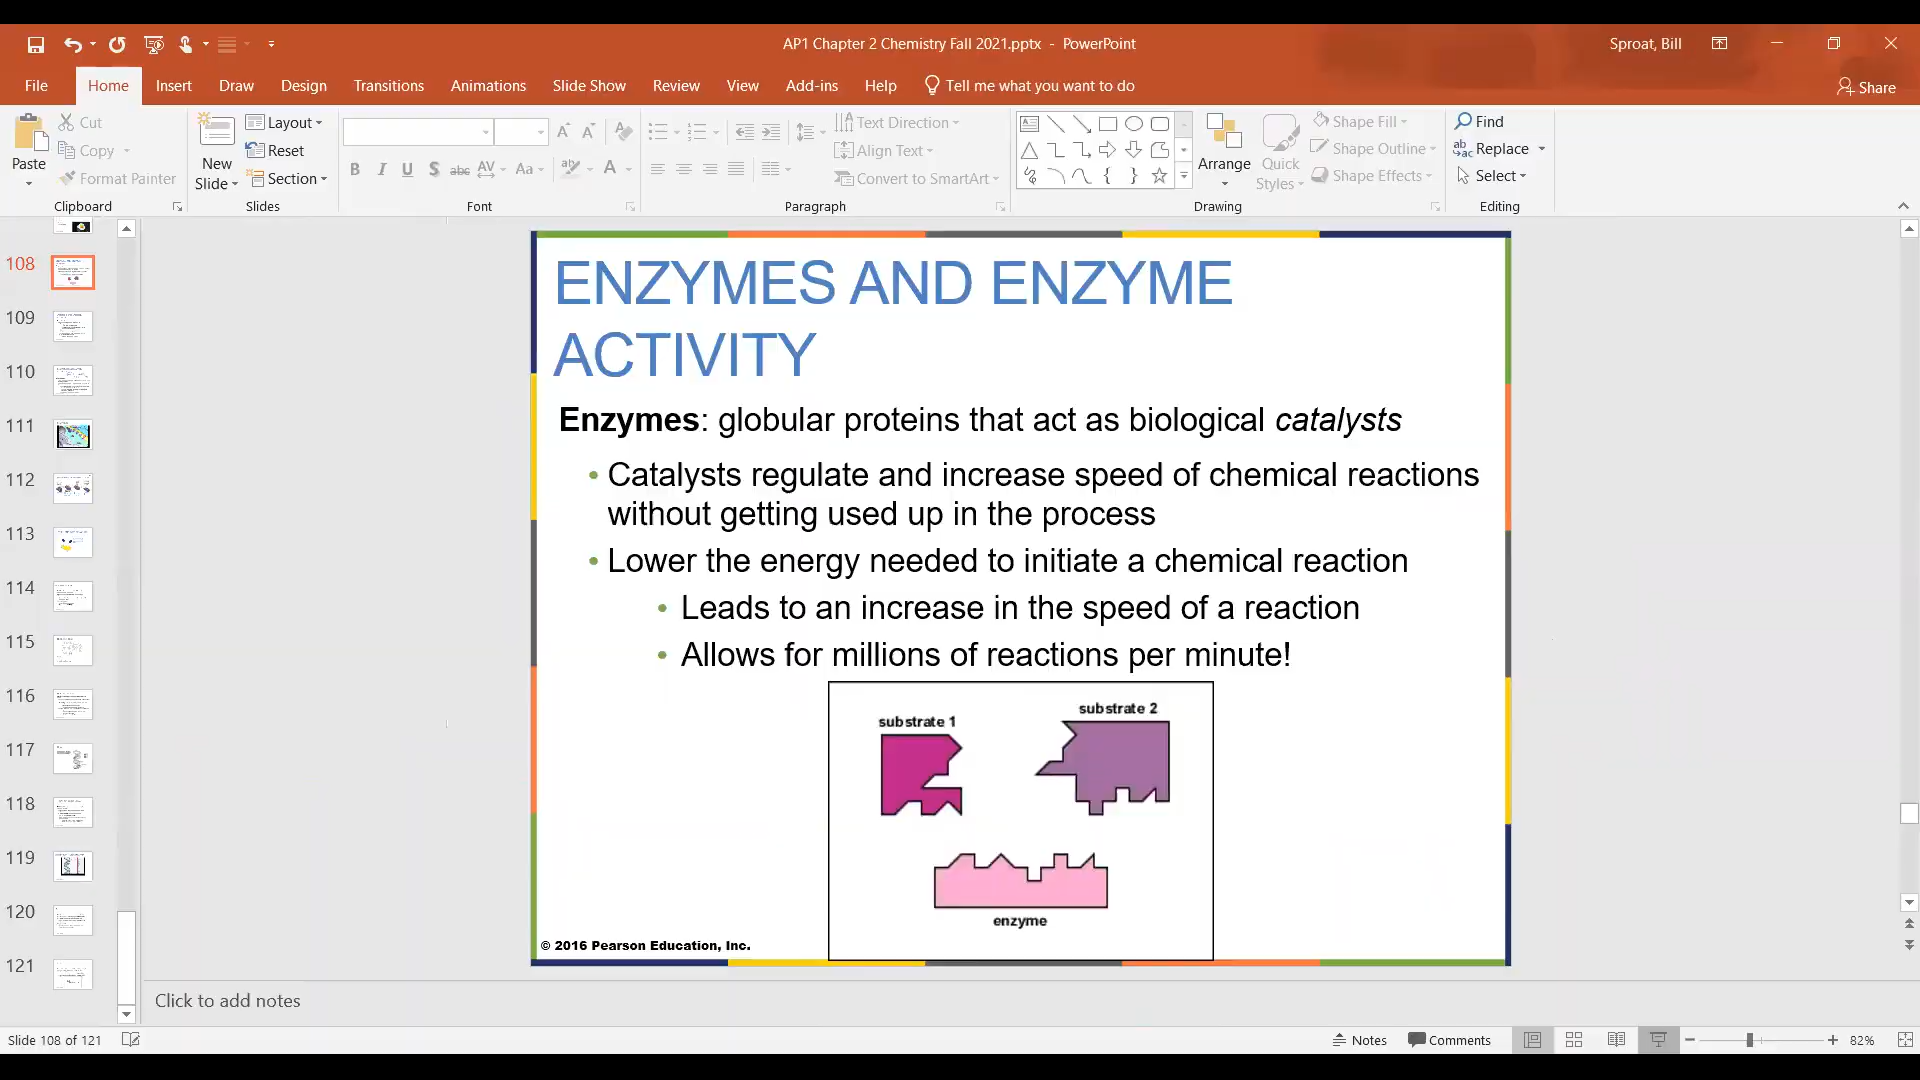 AP1 Chapter 2 Chemistry Fall 2021.pptx - PowerPoint
Sproat, Bill
File Home Insert Draw Design Transitions Animations Slide Show Review View Add-ins Help Tell me what you want to do
Share
Paste
Cut
Copy
Format Painter
Clipboard
New
Slide
Layout
Reset
Section
Slides
B I U S abc AV Aa A
Font
Text Direction
Align Text
Convert to SmartArt
Paragraph
Arrange
Quick
Styles
Shape Fill
Shape Outline
Shape Effects
Drawing
Find
Replace
Select
Editing
108
109
110
111
112
113
114
115
116
117
118
119
120
121
ENZYMES AND ENZYME
ACTIVITY
Enzymes: globular proteins that act as biological catalysts
• Catalysts regulate and increase speed of chemical reactions
without getting used up in the process
• Lower the energy needed to initiate a chemical reaction
• Leads to an increase in the speed of a reaction
• Allows for millions of reactions per minute!
substrate 1
substrate 2
enzyme
© 2016 Pearson Education, Inc.
Click to add notes
Slide 108 of 121
Notes
Comments
82%